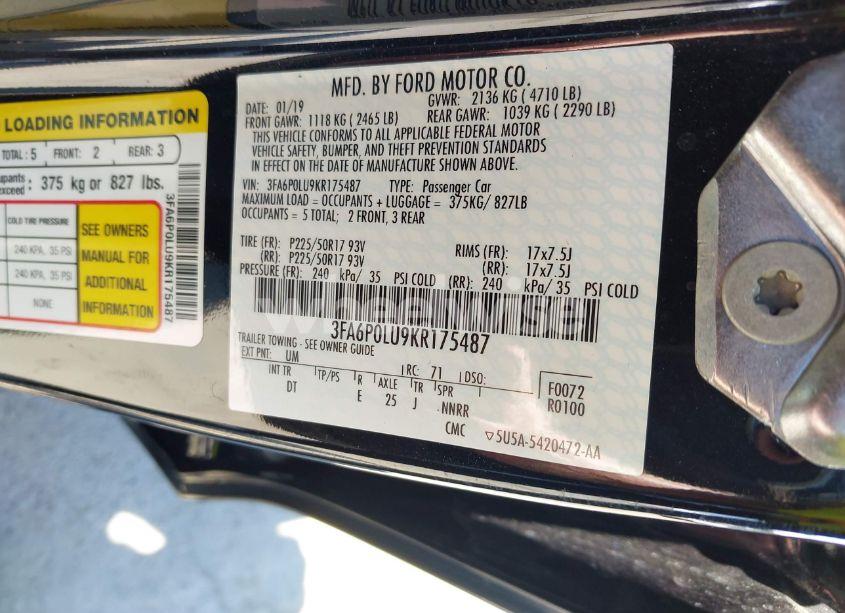 LOADING INFORMATION
TOTAL: 5 FRONT: 2 REAR: 3
375 kg or 827 lbs.
COLD TIRE PRESSURE
240 KPA, 35 PSI
240 KPA, 35 PSI
NONE
SEE OWNERS
MANUAL FOR
ADDITIONAL
INFORMATION
3FA6P0LU9KR175487
MFD. BY FORD MOTOR CO.
DATE: 01/19 GVWR: 2136 KG ( 4710 LB)
FRONT GAWR: 1118 KG ( 2465 LB) REAR GAWR: 1039 KG ( 2290 LB)
THIS VEHICLE CONFORMS TO ALL APPLICABLE FEDERAL MOTOR
VEHICLE SAFETY, BUMPER, AND THEFT PREVENTION STANDARDS
IN EFFECT ON THE DATE OF MANUFACTURE SHOWN ABOVE.
VIN: 3FA6P0LU9KR175487 TYPE: Passenger Car
MAXIMUM LOAD = OCCUPANTS + LUGGAGE = 375KG/ 827LB
OCCUPANTS = 5 TOTAL; 2 FRONT, 3 REAR
TIRE (FR): P225/50R17 93V RIMS (FR): 17x7.5J
(RR): P225/50R17 93V (RR): 17x7.5J
PRESSURE (FR): 240 kPa/ 35 PSI COLD (RR): 240 kPa/ 35 PSI COLD
3FA6P0LU9KR175487
TRAILER TOWING - SEE OWNER GUIDE
EXT PNT: UM RC: 71 DSO:
INT TR TP/PS R AXLE TR SPR F0072
DT E 25 J NNRR R0100
CMC ▽5U5A-5420472-AA